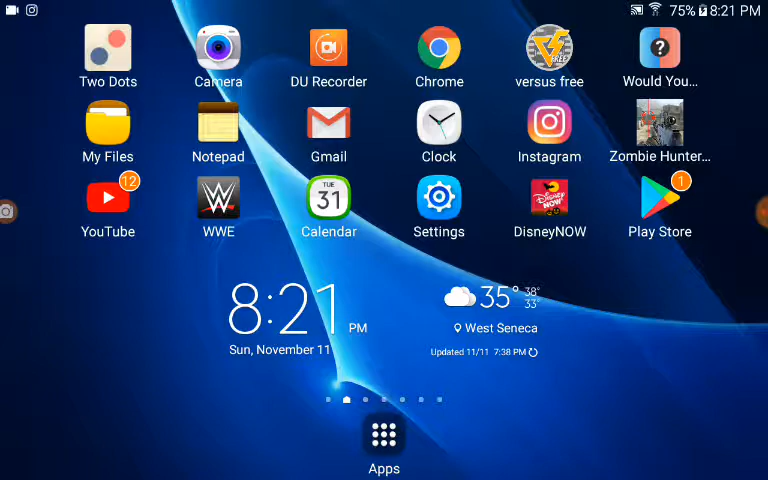 75% 8:21 PM
Two Dots
Camera
DU Recorder
Chrome
versus free
Would You...
My Files
Notepad
Gmail
Clock
Instagram
Zombie Hunter...
12
1
TUE
31
YouTube
WWE
Calendar
Settings
DisneyNOW
Play Store
8:21 PM
Sun, November 11
35° 38°
33°
West Seneca
Updated 11/11 7:38 PM
Apps